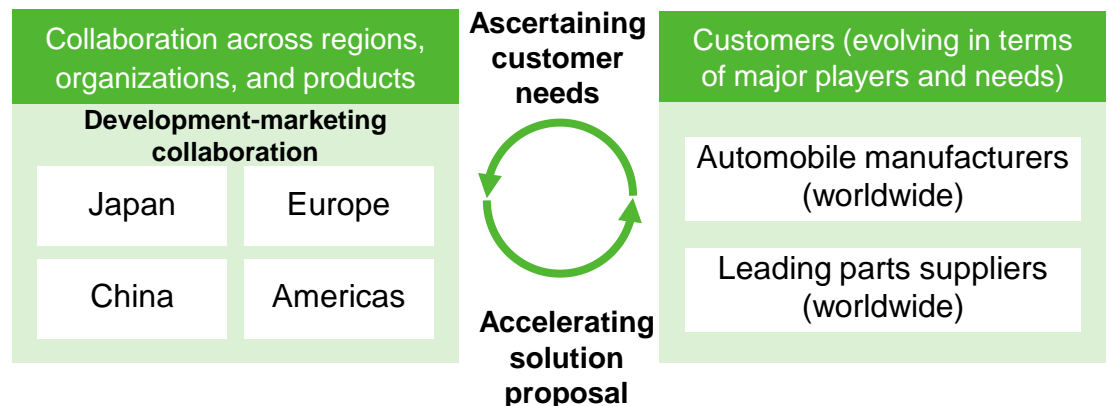 Collaboration across regions,
organizations, and products
Development-marketing
collaboration
Japan
Europe
China
Americas
Ascertaining
customer
needs
Accelerating
solution
proposal
Customers (evolving in terms
of major players and needs)
Automobile manufacturers
(worldwide)
Leading parts suppliers
(worldwide)